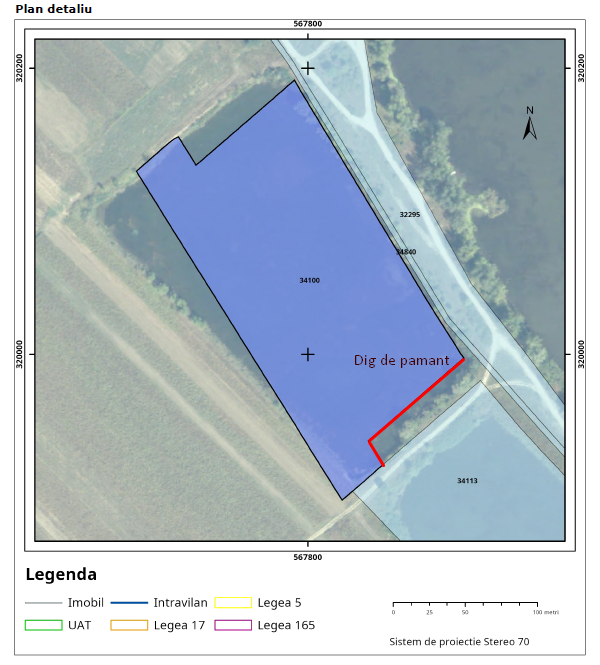 Plan detaliu
567800
320200
320200
N
32295
34840
34100
320000
320000
Dig de pamant
34113
567800
Legenda
Imobil
Intravilan
Legea 5
UAT
Legea 17
Legea 165
0 25 50 100 metri
Sistem de proiectie Stereo 70